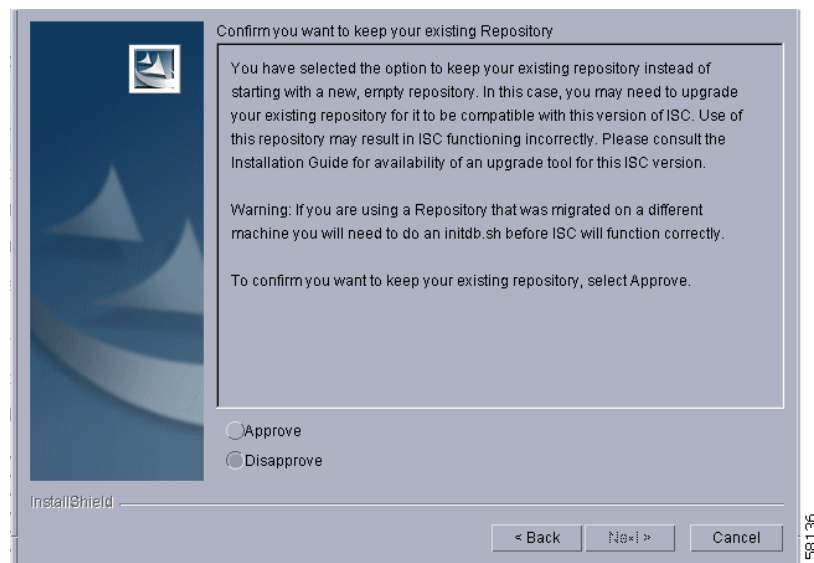 Confirm you want to keep your existing Repository
You have selected the option to keep your existing repository instead of
starting with a new, empty repository. In this case, you may need to upgrade
your existing repository for it to be compatible with this version of ISC. Use of
this repository may result in ISC functioning incorrectly. Please consult the
Installation Guide for availability of an upgrade tool for this ISC version.
Warning: If you are using a Repository that was migrated on a different
machine you will need to do an initdb.sh before ISC will function correctly.
To confirm you want to keep your existing repository, select Approve.
Approve
Disapprove
InstallShield
< Back
Next >
Cancel
58136